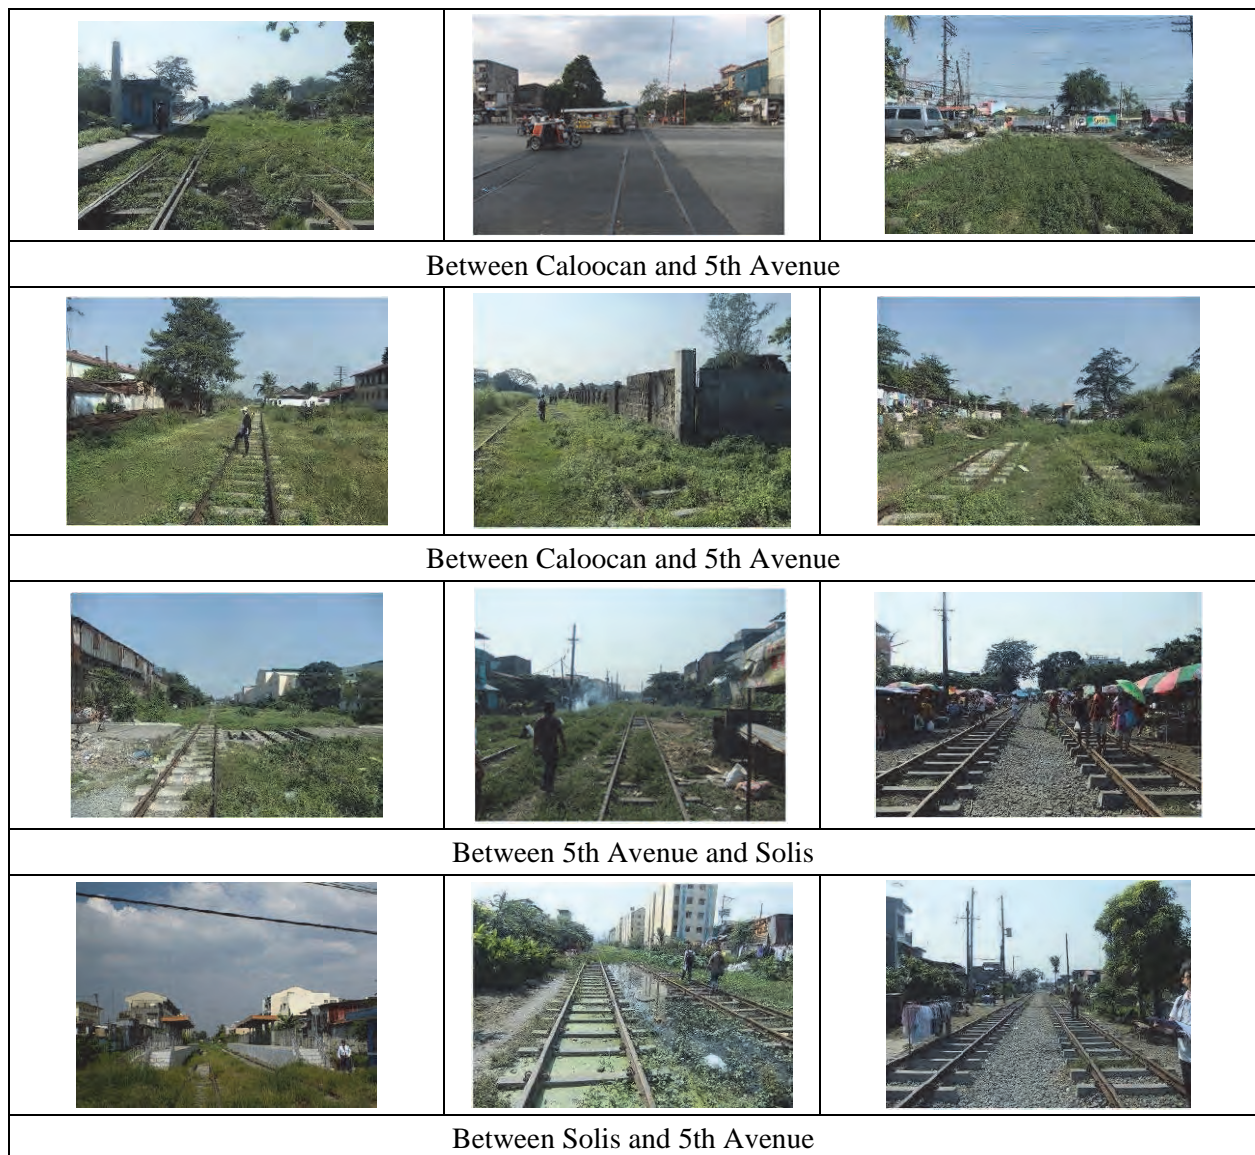 Between Caloocan and 5th Avenue
Between Caloocan and 5th Avenue
Between 5th Avenue and Solis
Between Solis and 5th Avenue